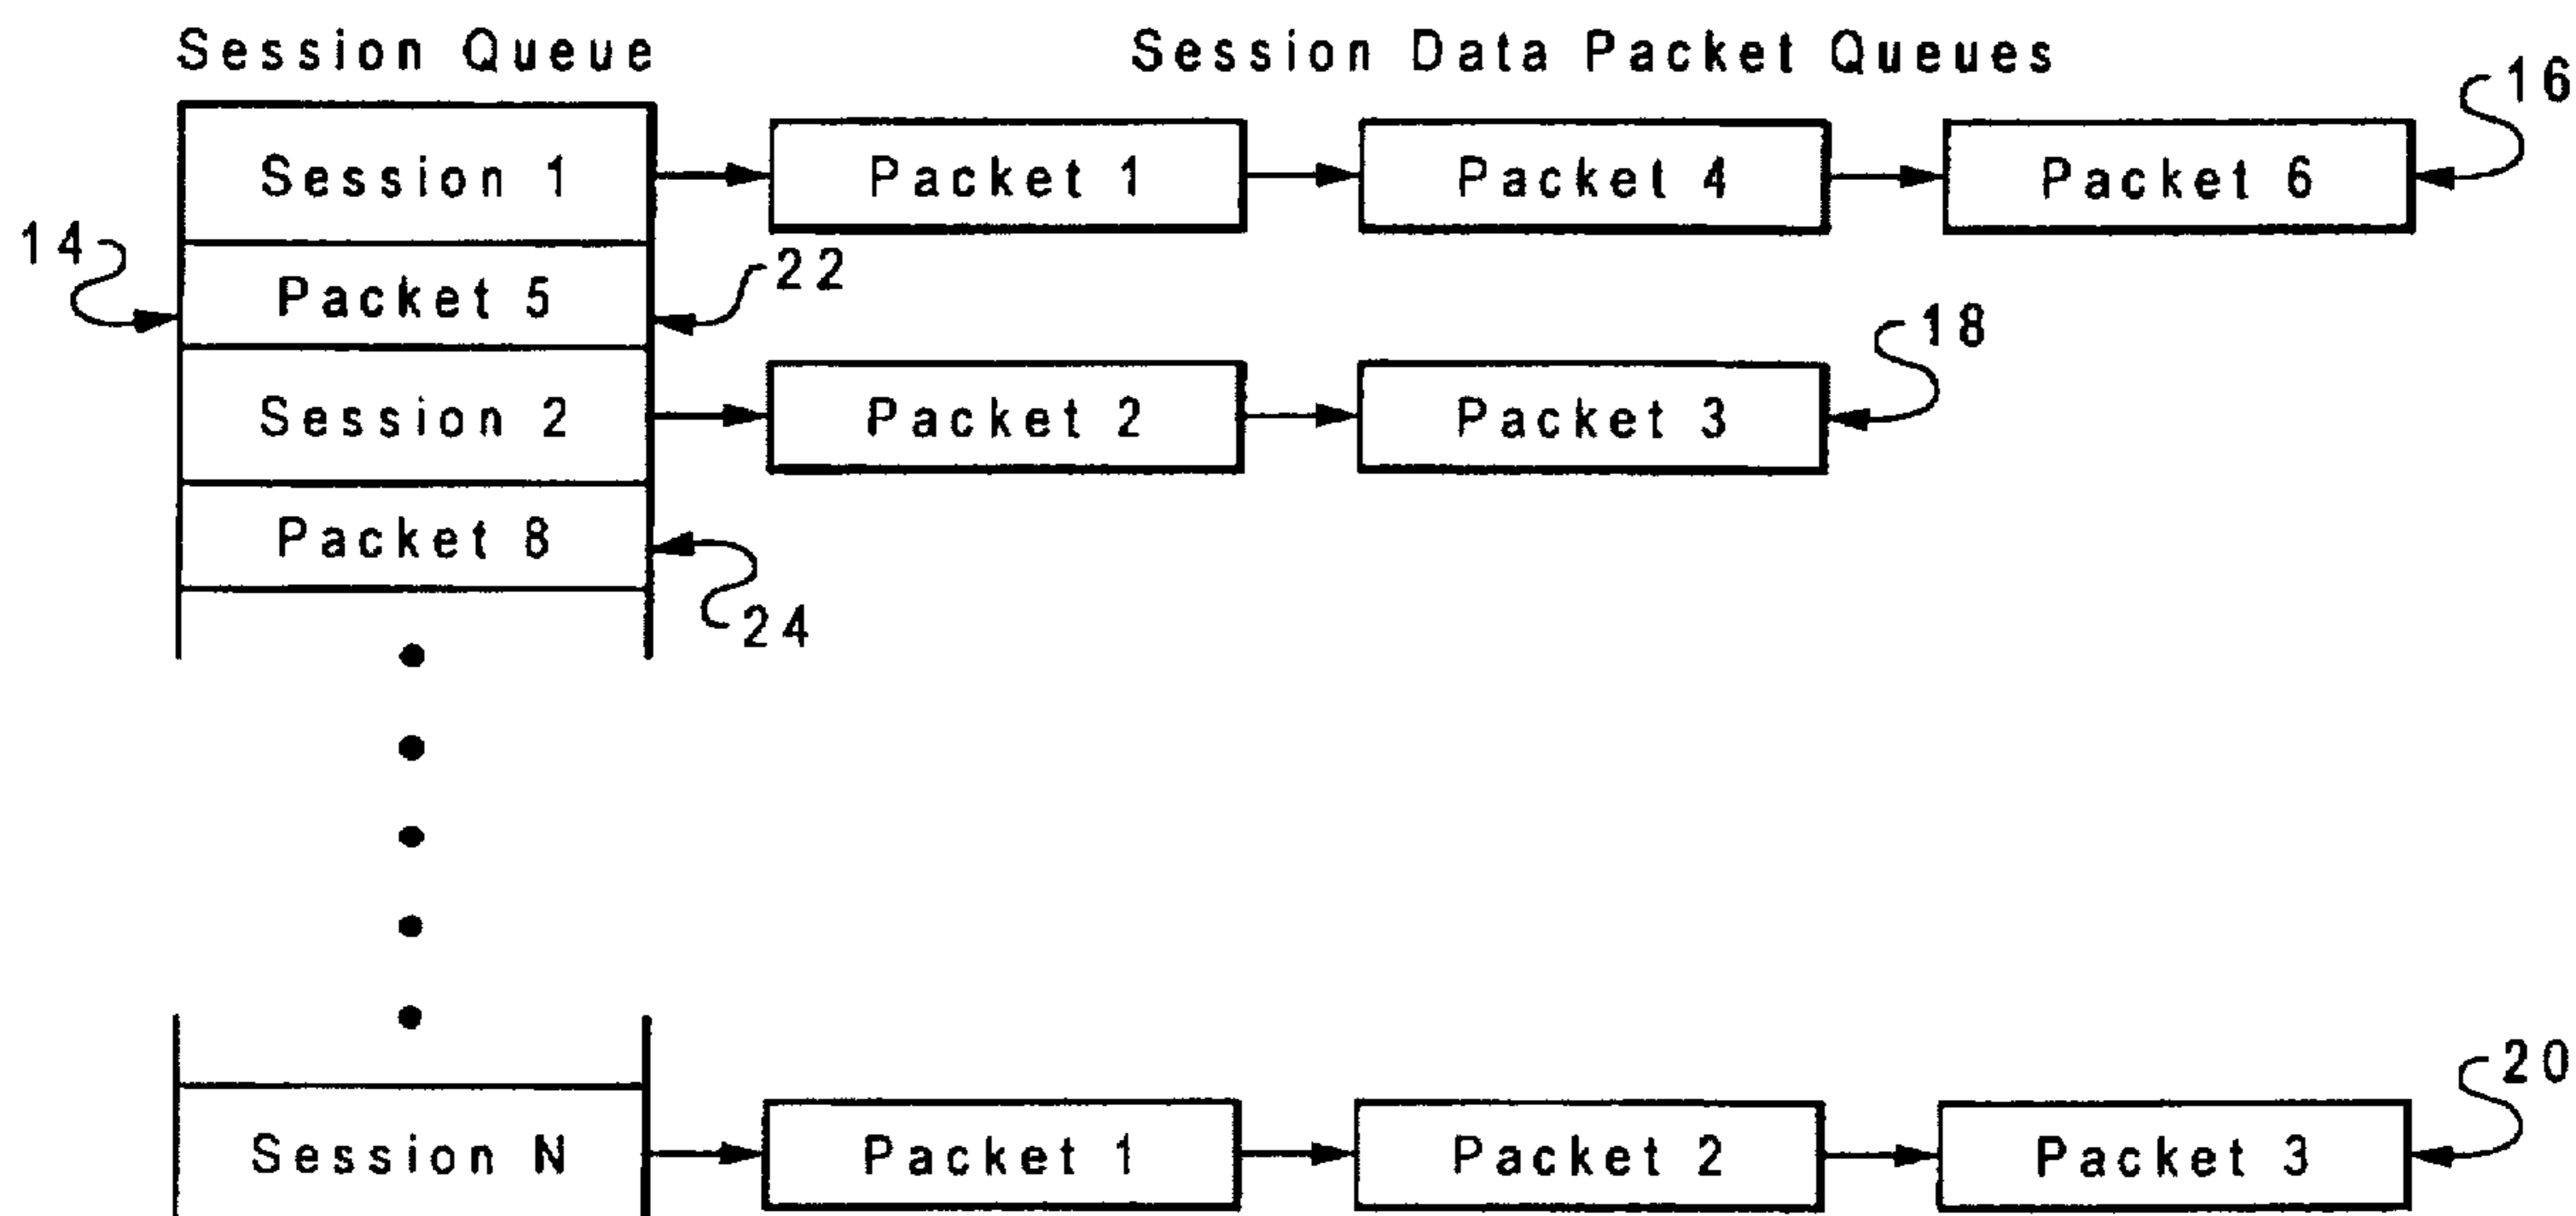 Session Queue
Session Data Packet Queues
16
Session 1
Packet 1
Packet 4
Packet 6
14
Packet 5
22
18
Session 2
Packet 2
Packet 3
Packet 8
24
20
Session N
Packet 1
Packet 2
Packet 3